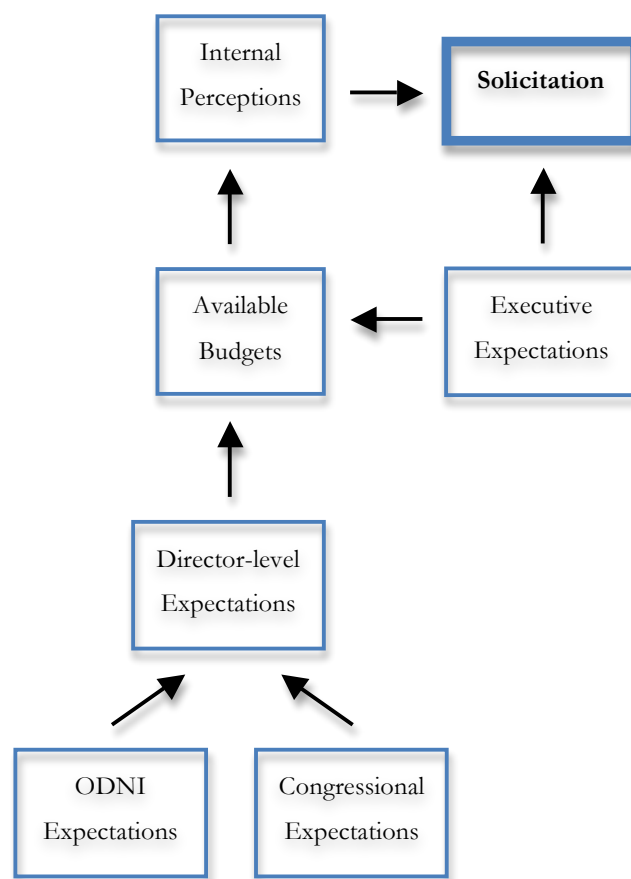 Internal
Perceptions
Solicitation
Available
Budgets
Executive
Expectations
Director-level
Expectations
ODNI
Expectations
Congressional
Expectations